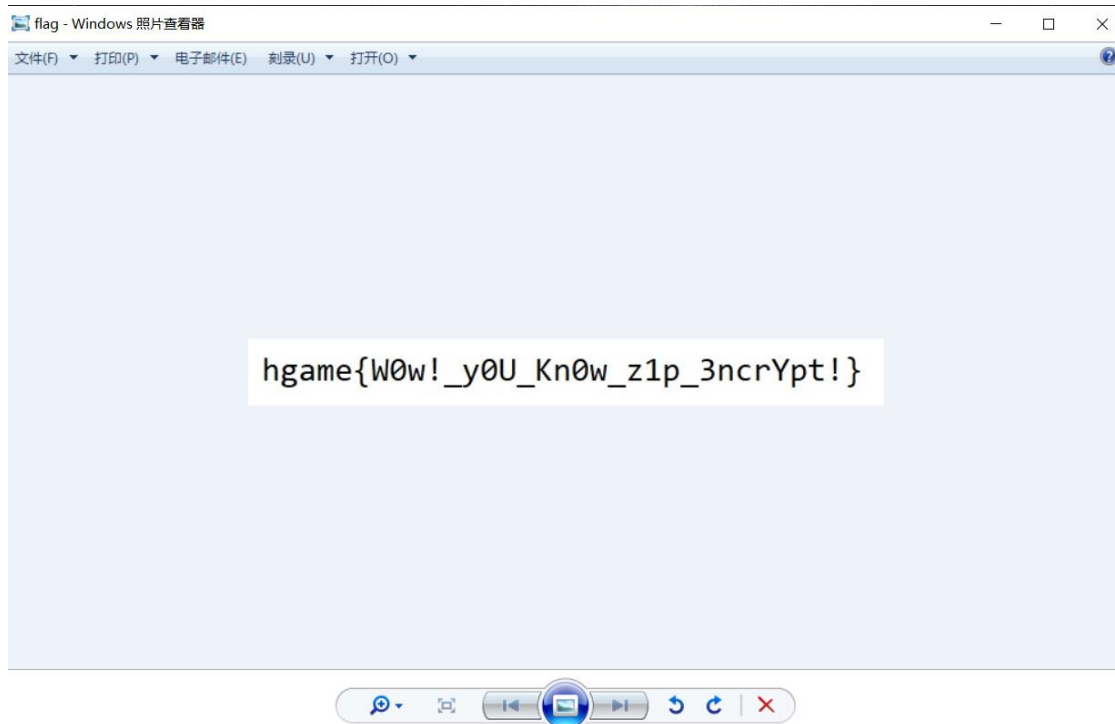 flag - Windows 照片查看器
文件(F) 打印(P) 电子邮件(E) 刻录(U) 打开(O)
hgame{W0w!_y0U_Kn0w_z1p_3ncrYpt!}